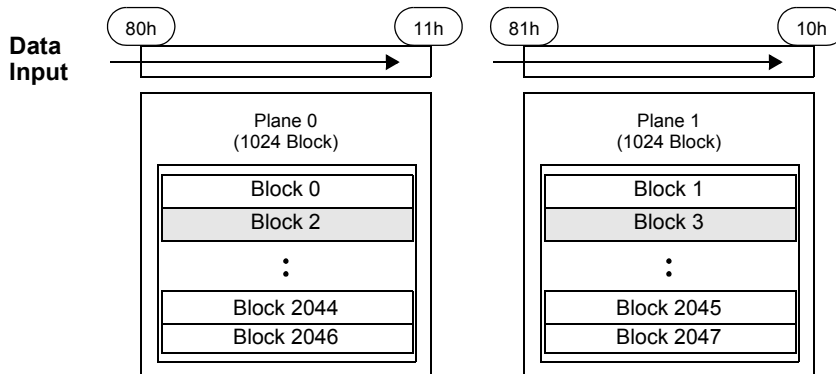 80h 11h 81h 10h
Data
Input
Plane 0
(1024 Block)
Block 0
Block 2
:
Block 2044
Block 2046
Plane 1
(1024 Block)
Block 1
Block 3
:
Block 2045
Block 2047